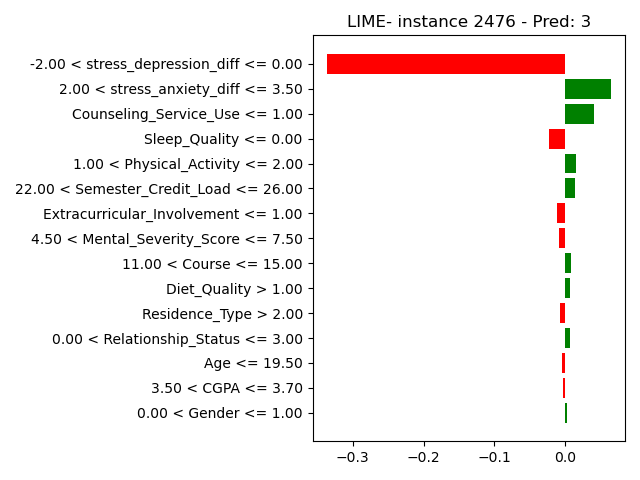 LIME- instance 2476 - Pred: 3
-2.00 < stress_depression_diff <= 0.00
2.00 < stress_anxiety_diff <= 3.50
Counseling_Service_Use <= 1.00
Sleep_Quality <= 0.00
1.00 < Physical_Activity <= 2.00
22.00 < Semester_Credit_Load <= 26.00
Extracurricular_Involvement <= 1.00
4.50 < Mental_Severity_Score <= 7.50
11.00 < Course <= 15.00
Diet_Quality > 1.00
Residence_Type > 2.00
0.00 < Relationship_Status <= 3.00
Age <= 19.50
3.50 < CGPA <= 3.70
0.00 < Gender <= 1.00
−0.3 −0.2 −0.1 0.0